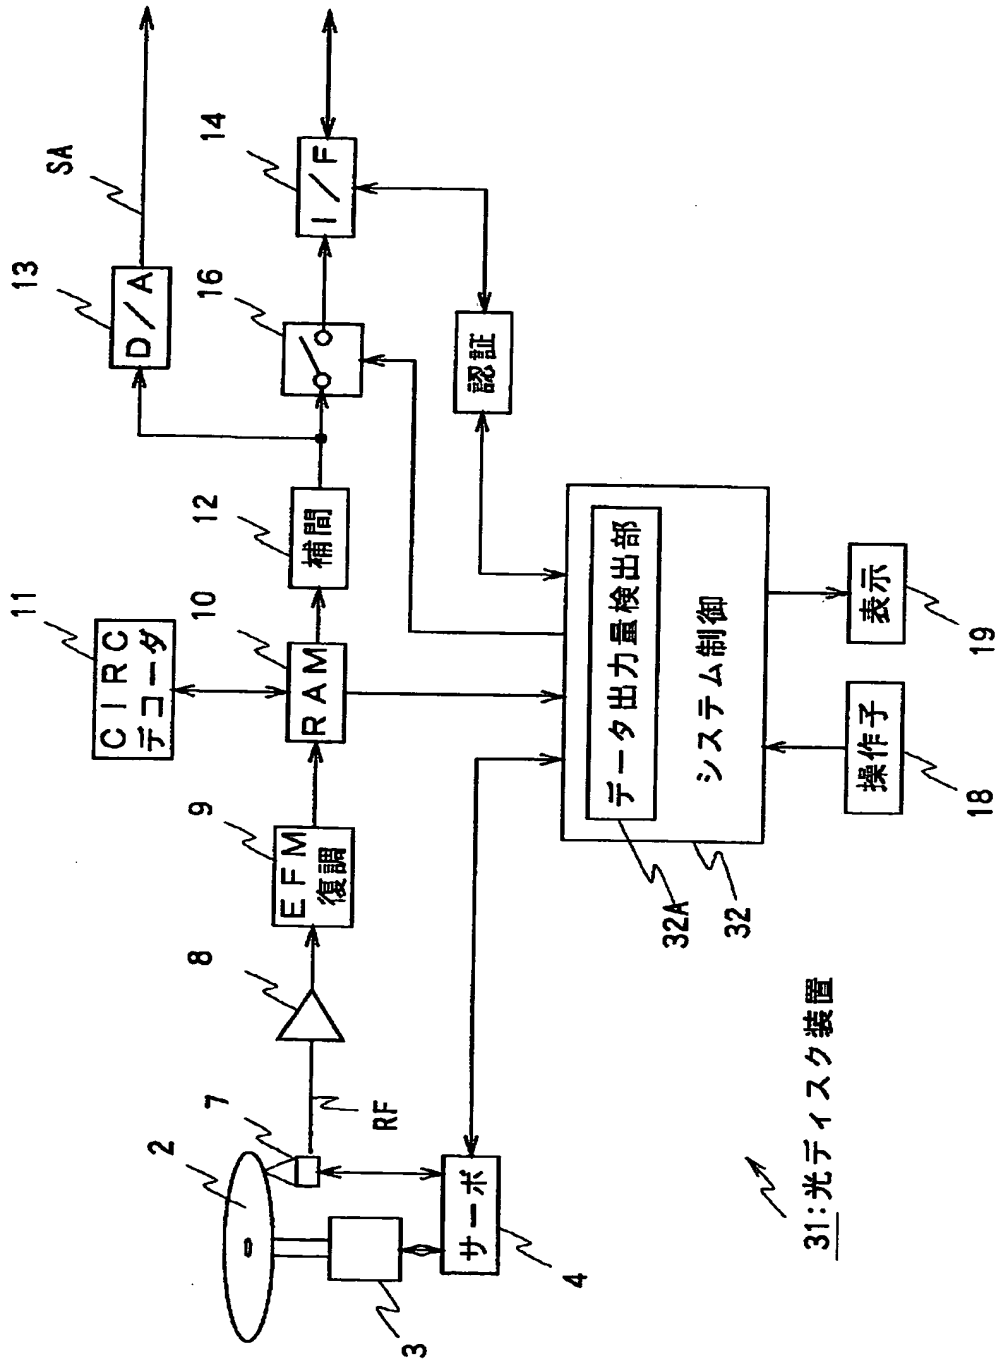 SA
13
D/A
14
I/F
16
認証
12
補間
11
CIRC
デコーダ
10
RAM
9
EFM
復調
8
RF
7
2
3
サーボ
4
データ出力量検出部
システム制御
32A
32
表示
19
操作子
18
31:光ディスク装置